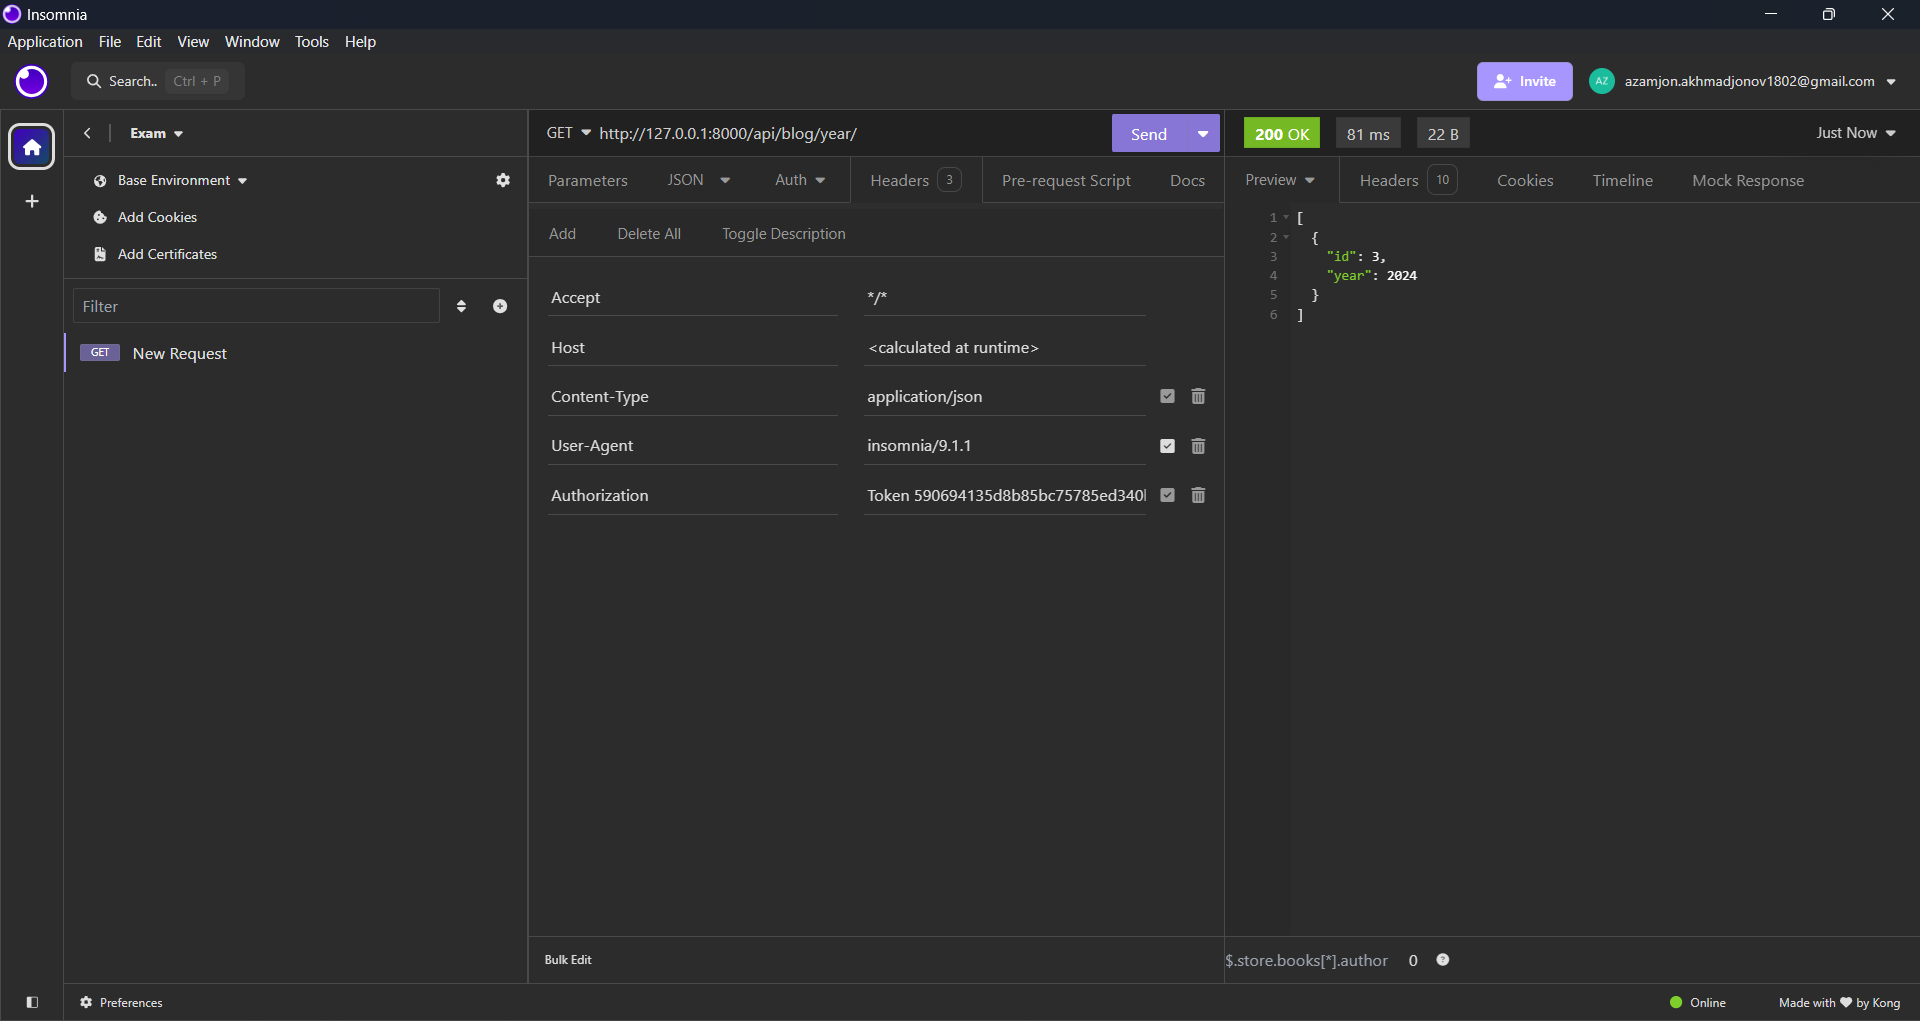 Insomnia
Application File Edit View Window Tools Help
Search.. Ctrl + P
Invite
AZ azamjon.akhmadjonov1802@gmail.com
Exam
Base Environment
Add Cookies
Add Certificates
Filter
GET New Request
GET http://127.0.0.1:8000/api/blog/year/ Send
Parameters JSON Auth Headers 3 Pre-request Script Docs
Add Delete All Toggle Description
Accept */*
Host <calculated at runtime>
Content-Type application/json
User-Agent insomnia/9.1.1
Authorization Token 590694135d8b85bc75785ed340
Bulk Edit
200 OK 81 ms 22 B Just Now
Preview Headers 10 Cookies Timeline Mock Response
1 [
2 {
3 "id": 3,
4 "year": 2024
5 }
6 ]
$.store.books[*].author 0 ?
Preferences
Online Made with ❤ by Kong